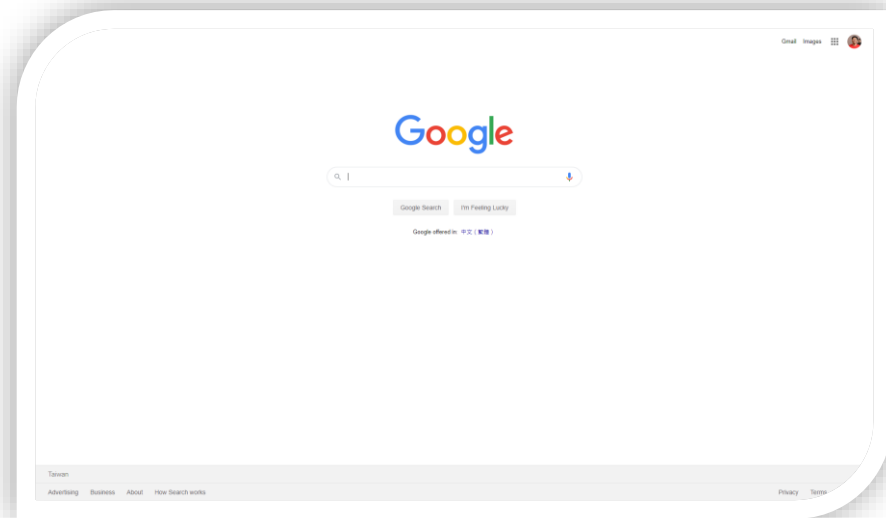 Gmail Images
Google
Google Search I'm Feeling Lucky
Google offered in: 中文（繁體）
Taiwan
Advertising Business About How Search works
Privacy Terms